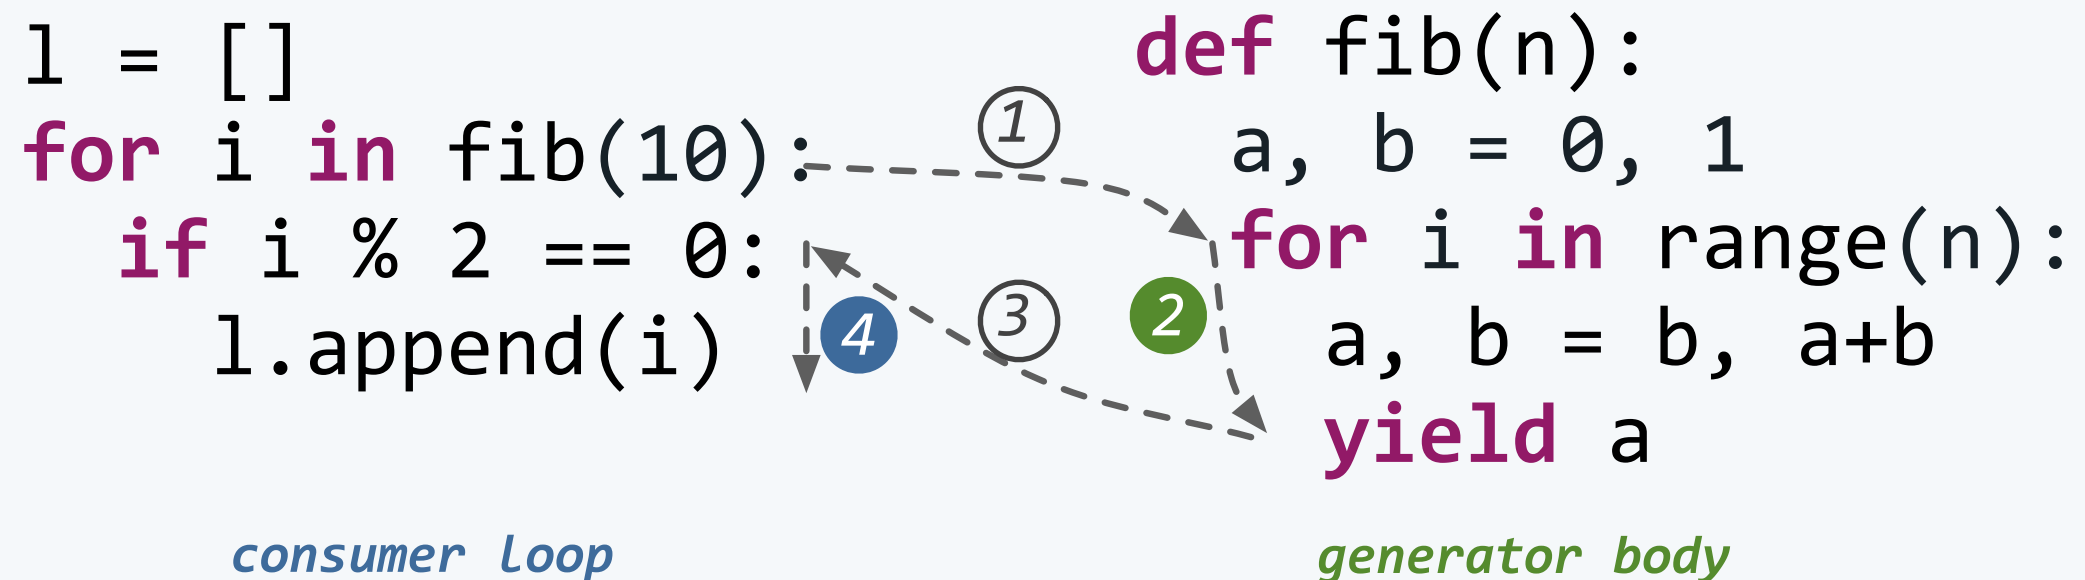 l = []
for i in fib(10):
  if i % 2 == 0:
    l.append(i)
consumer loop
1
2
3
4
def fib(n):
  a, b = 0, 1
  for i in range(n):
    a, b = b, a+b
    yield a
generator body